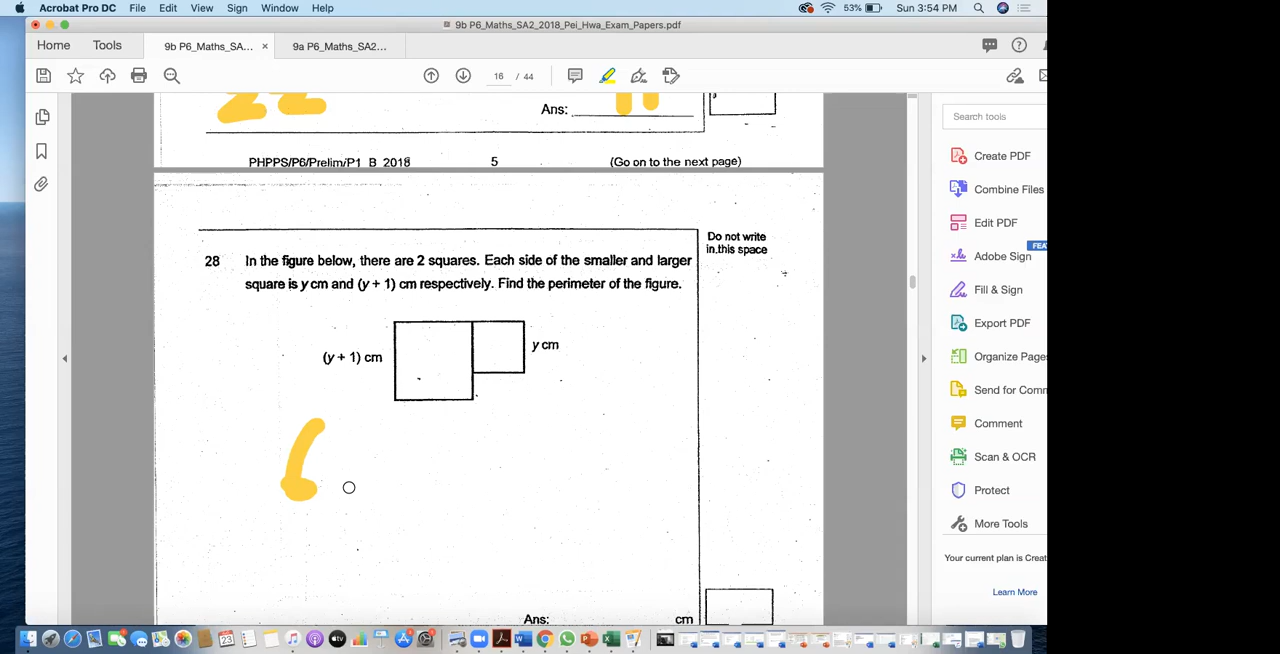 Acrobat Pro DC File Edit View Sign Window Help 53% Sun 3:54 PM
9b P6_Maths_SA2_2018_Pei_Hwa_Exam_Papers.pdf
Home Tools 9b P6_Maths_SA... × 9a P6_Maths_SA2...
16 / 44
Search tools
22
Ans:
PHPPS/P6/Prelim/P1_B_2018 5 (Go on to the next page)
Do not write
in this space
28 In the figure below, there are 2 squares. Each side of the smaller and larger
square is y cm and (y + 1) cm respectively. Find the perimeter of the figure.
(y + 1) cm
y cm
6
Ans: cm
Create PDF
Combine Files
Edit PDF
Adobe Sign
Fill & Sign
Export PDF
Organize Pages
Send for Comm
Comment
Scan & OCR
Protect
More Tools
Your current plan is Creat
Learn More